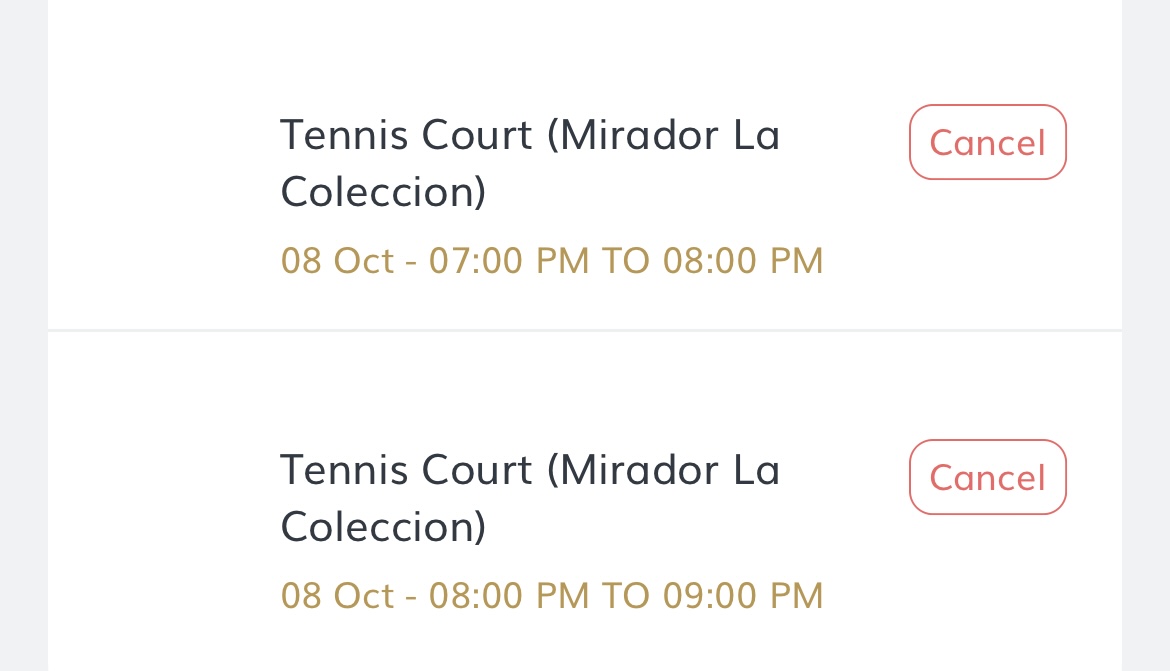 Tennis Court (Mirador La
Coleccion)
Cancel
08 Oct - 07:00 PM TO 08:00 PM
Tennis Court (Mirador La
Coleccion)
Cancel
08 Oct - 08:00 PM TO 09:00 PM